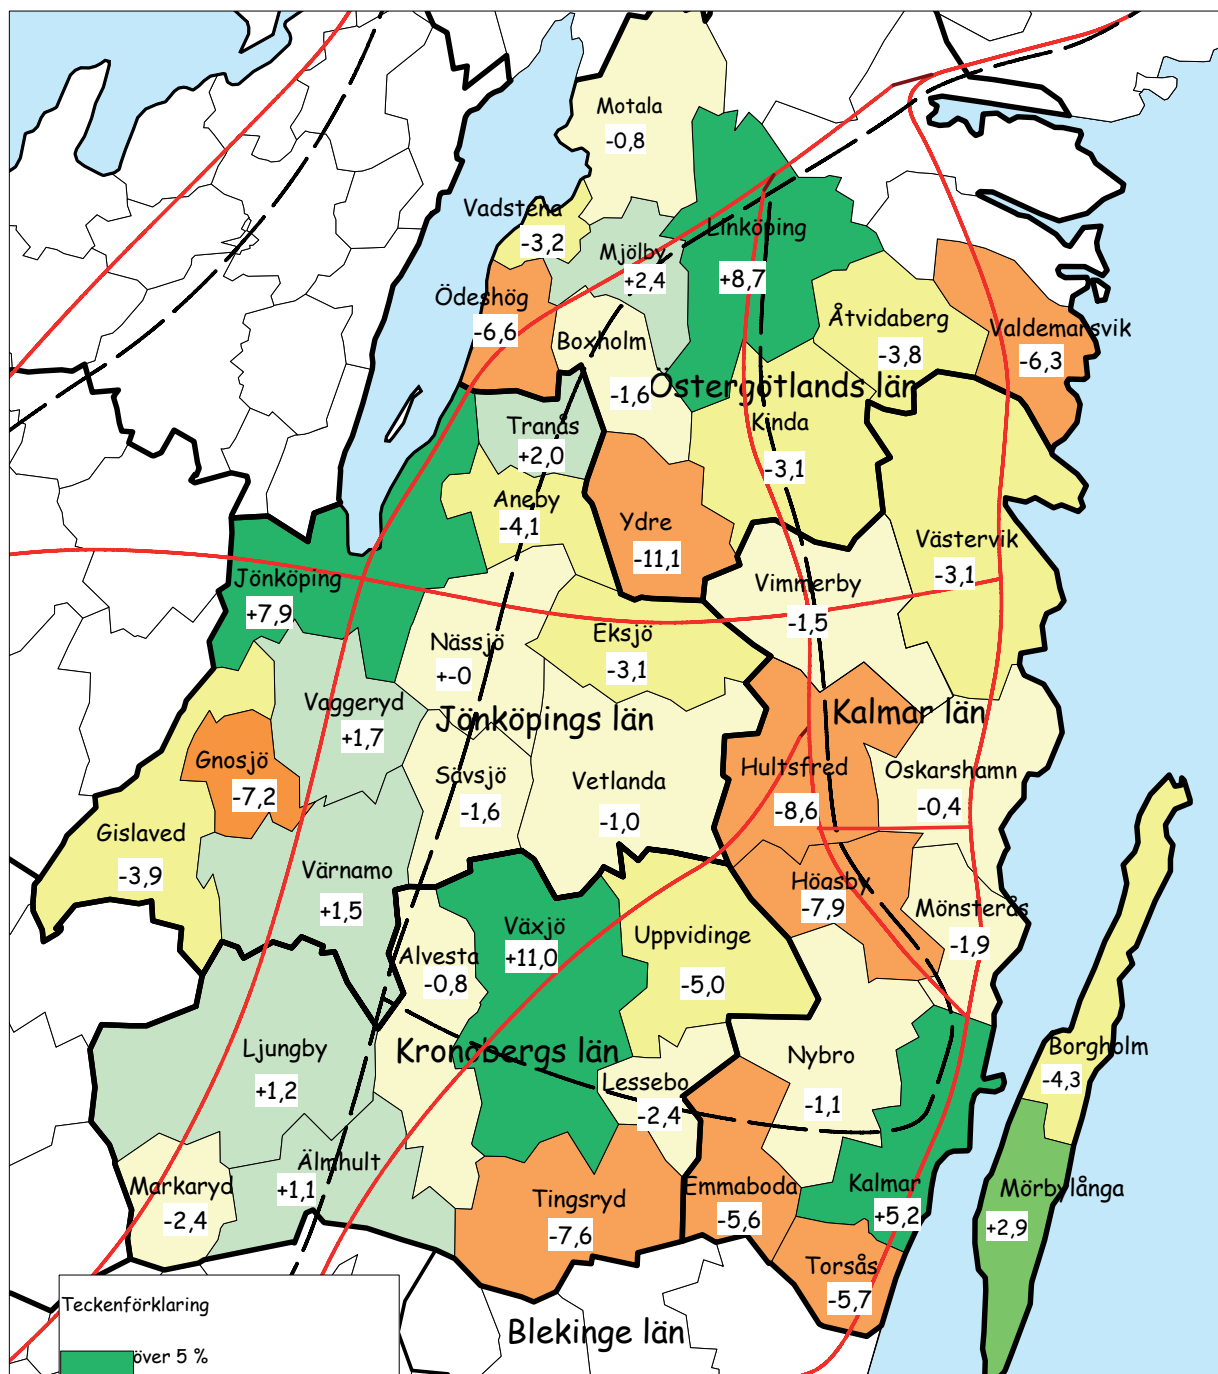 Motala
-0,8
Vadstena
-3,2
Mjölby
+2,4
Linköping
+8,7
Ödeshög
-6,6
Boxholm
-1,6
Åtvidaberg
-3,8
Valdemarsvik
-6,3
Östergötlands län
Kinda
-3,1
Tranås
+2,0
Aneby
-4,1
Ydre
-11,1
Västervik
-3,1
Jönköping
+7,9
Vimmerby
-1,5
Nässjö
+-0
Eksjö
-3,1
Vaggeryd
+1,7
Jönköpings län
Kalmar län
Gnosjö
-7,2
Sävsjö
-1,6
Vetlanda
-1,0
Hultsfred
-8,6
Oskarshamn
-0,4
Gislaved
-3,9
Värnamo
+1,5
Högsby
-7,9
Mönsterås
-1,9
Växjö
+11,0
Uppvidinge
-5,0
Alvesta
-0,8
Ljungby
+1,2
Kronobergs län
Lessebo
-2,4
Nybro
-1,1
Borgholm
-4,3
Markaryd
-2,4
Älmhult
+1,1
Tingsryd
-7,6
Emmaboda
-5,6
Kalmar
+5,2
Mörbylånga
+2,9
Torsås
-5,7
Blekinge län
Teckenförklaring
över 5 %